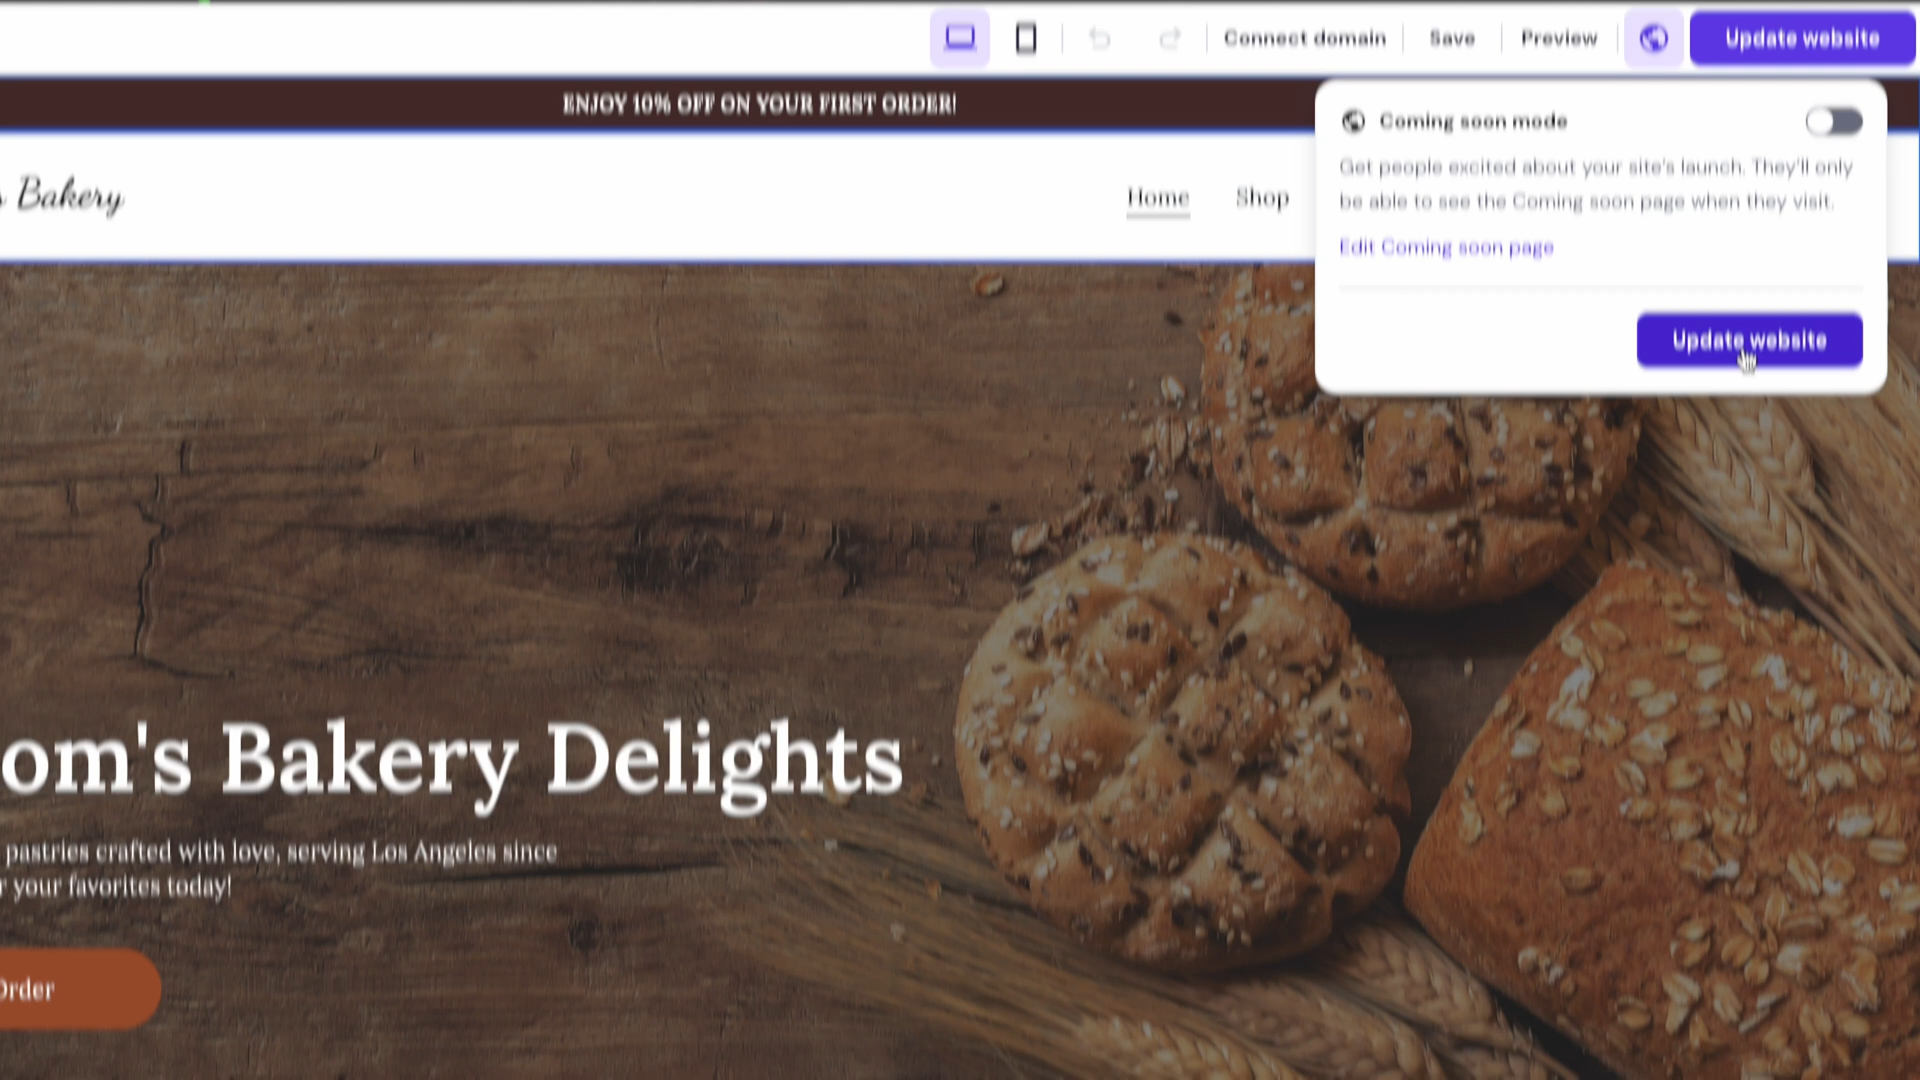 Connect domain Save Preview Update website
ENJOY 10% OFF ON YOUR FIRST ORDER!
Coming soon mode
Get people excited about your site's launch. They'll only
be able to see the Coming soon page when they visit.
Edit Coming soon page
Update website
Bakery
Home Shop
om's Bakery Delights
pastries crafted with love, serving Los Angeles since
r your favorites today!
Order